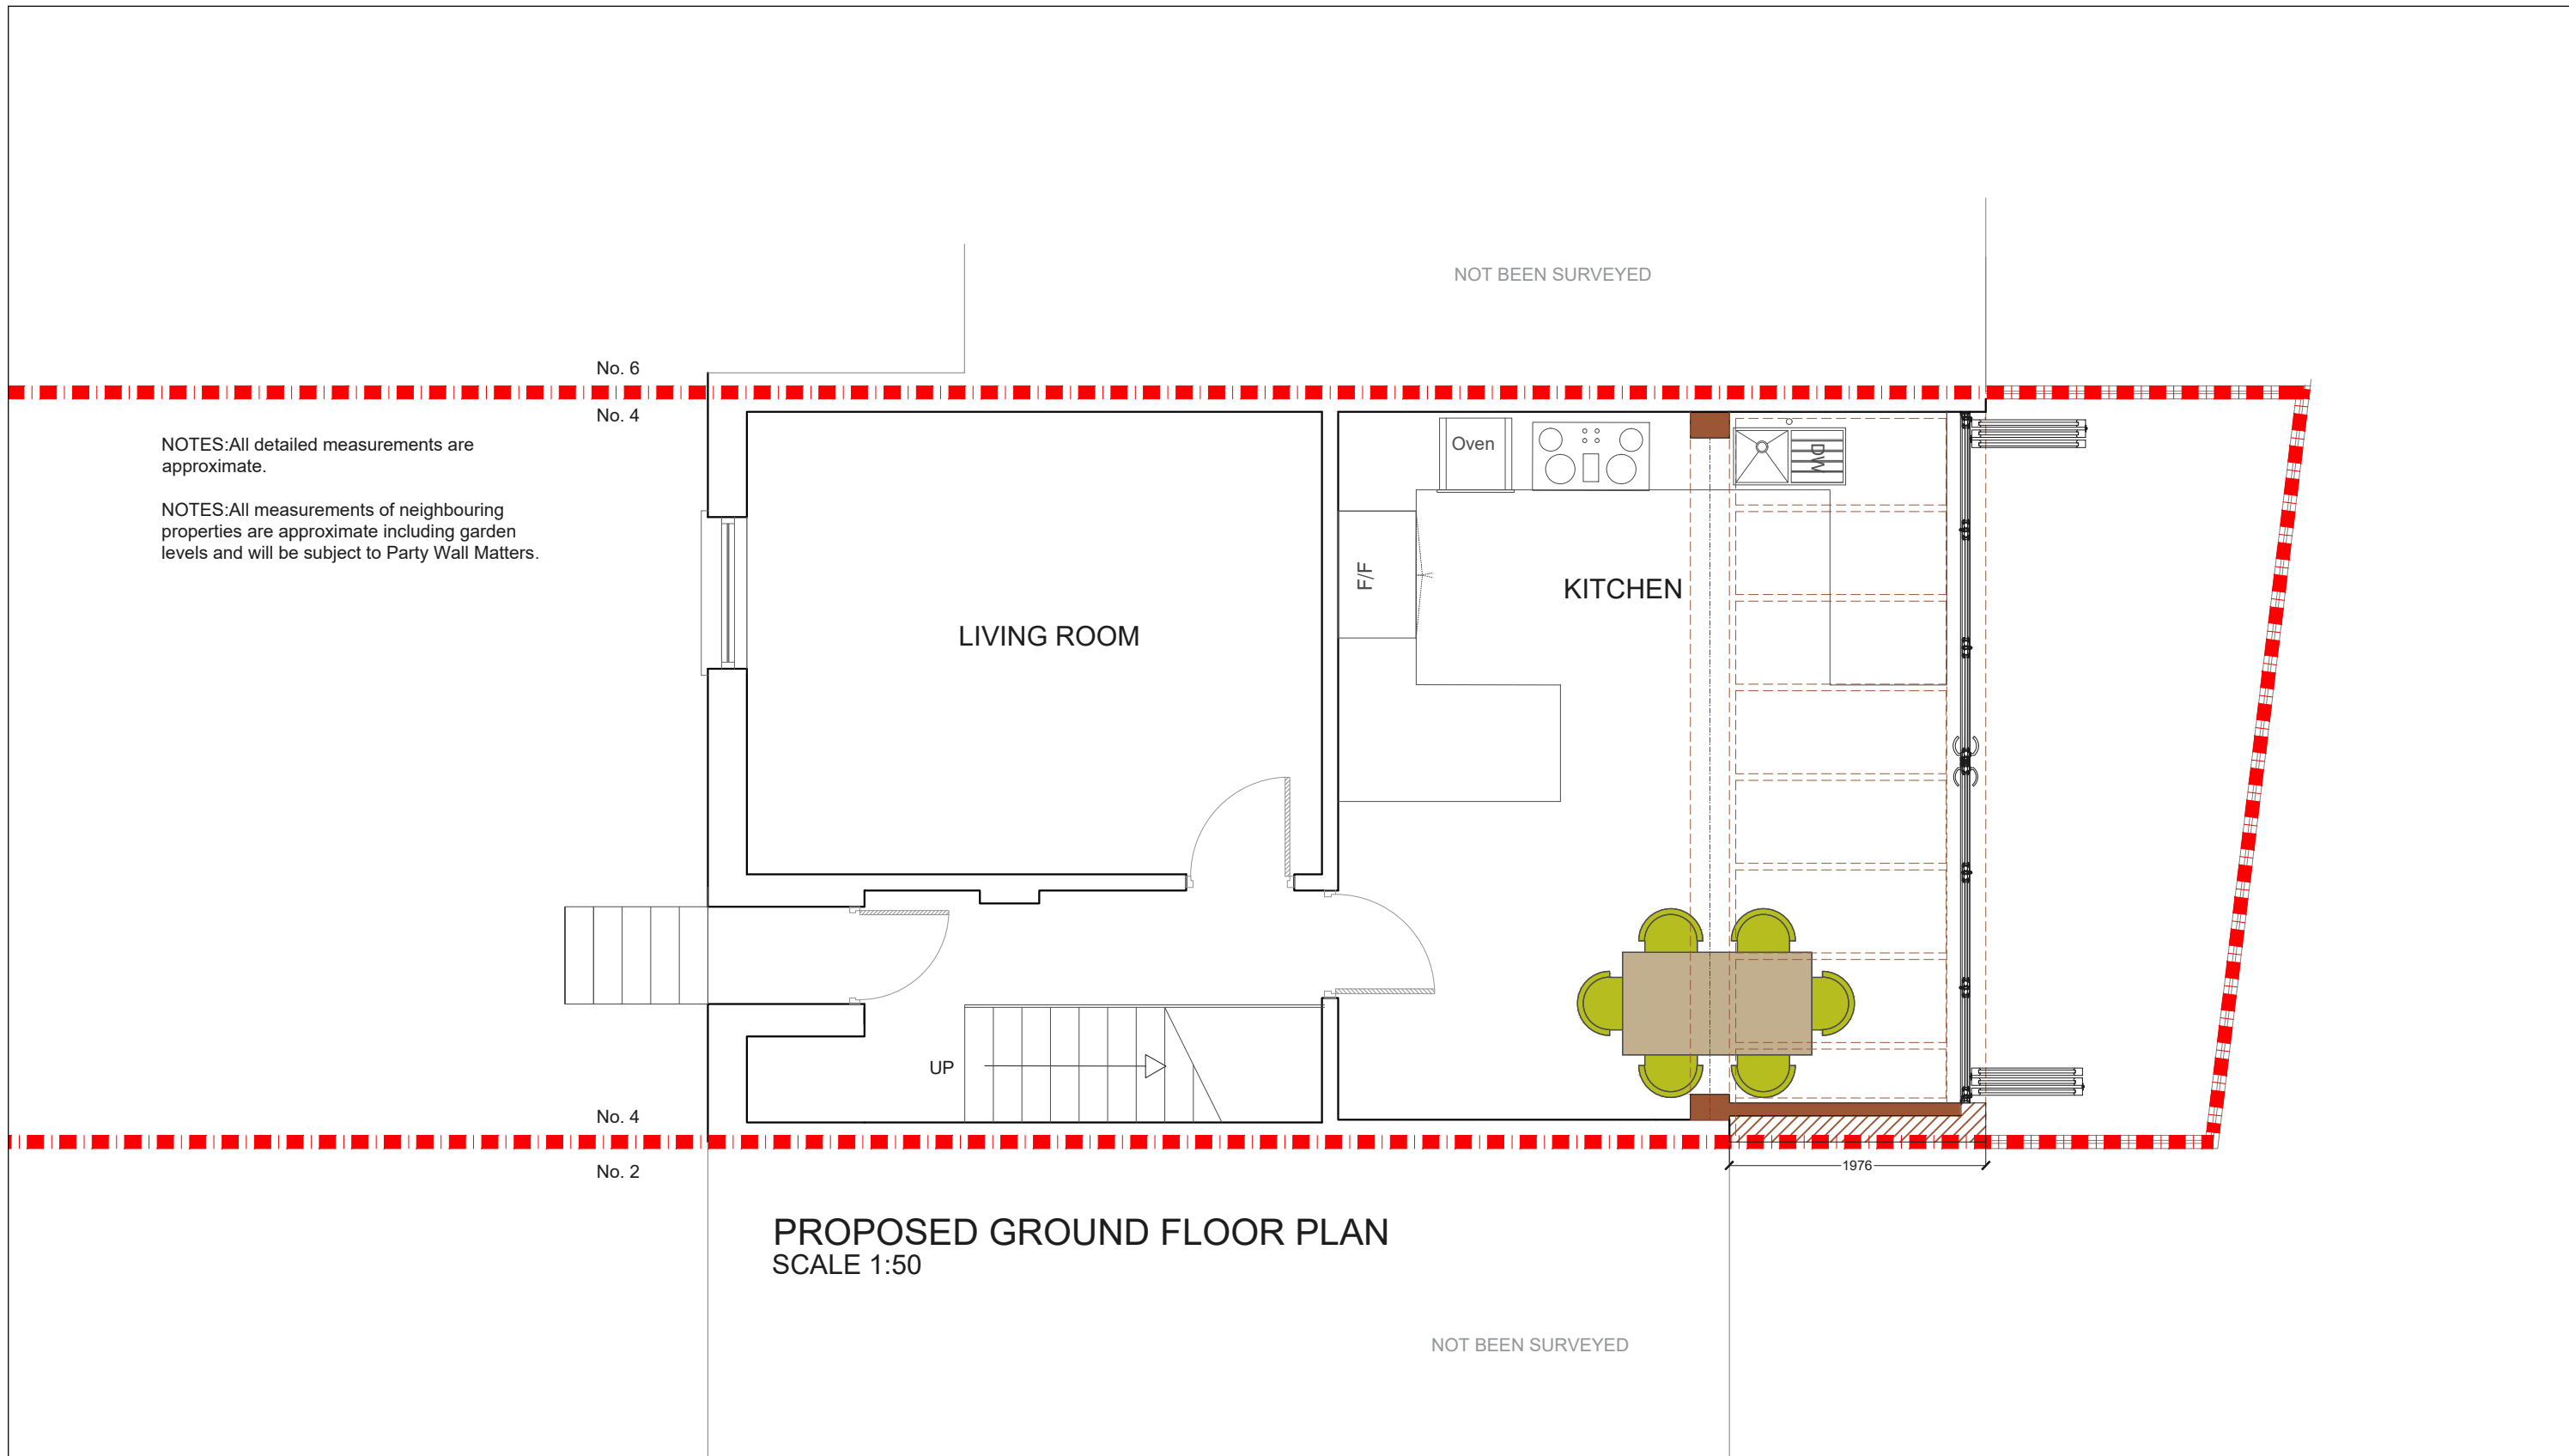 NOT BEEN SURVEYED
No. 6
No. 4
NOTES:All detailed measurements are
approximate.
NOTES:All measurements of neighbouring
properties are approximate including garden
levels and will be subject to Party Wall Matters.
Oven
DW
F/F
KITCHEN
LIVING ROOM
UP
No. 4
No. 2
1976
PROPOSED GROUND FLOOR PLAN
SCALE 1:50
NOT BEEN SURVEYED